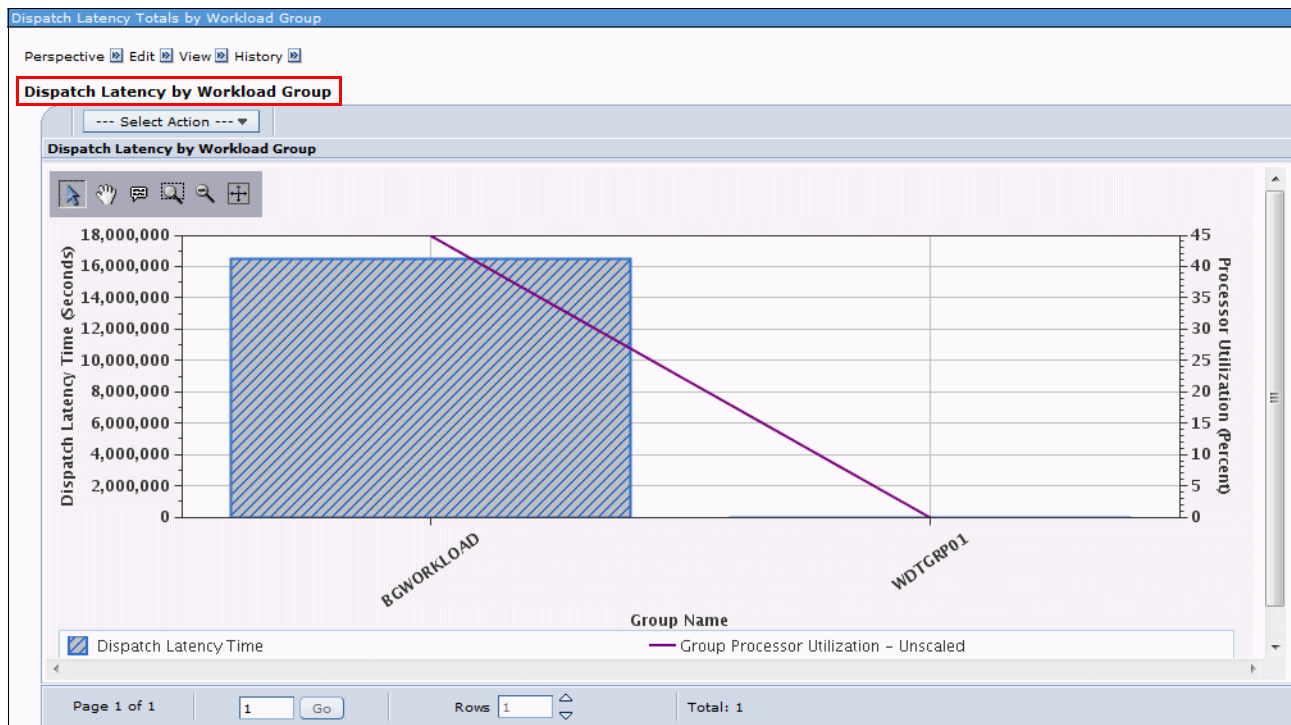 Dispatch Latency Totals by Workload Group
Perspective Edit View History
Dispatch Latency by Workload Group
--- Select Action ---
Dispatch Latency by Workload Group
18,000,000
16,000,000
14,000,000
12,000,000
10,000,000
8,000,000
6,000,000
4,000,000
2,000,000
0
Dispatch Latency Time (Seconds)
45
40
35
30
25
20
15
10
5
0
Processor Utilization (Percent)
BGWORKLOAD
WDTGRP01
Group Name
Dispatch Latency Time
Group Processor Utilization - Unscaled
Page 1 of 1 1 Go Rows 1 Total: 1